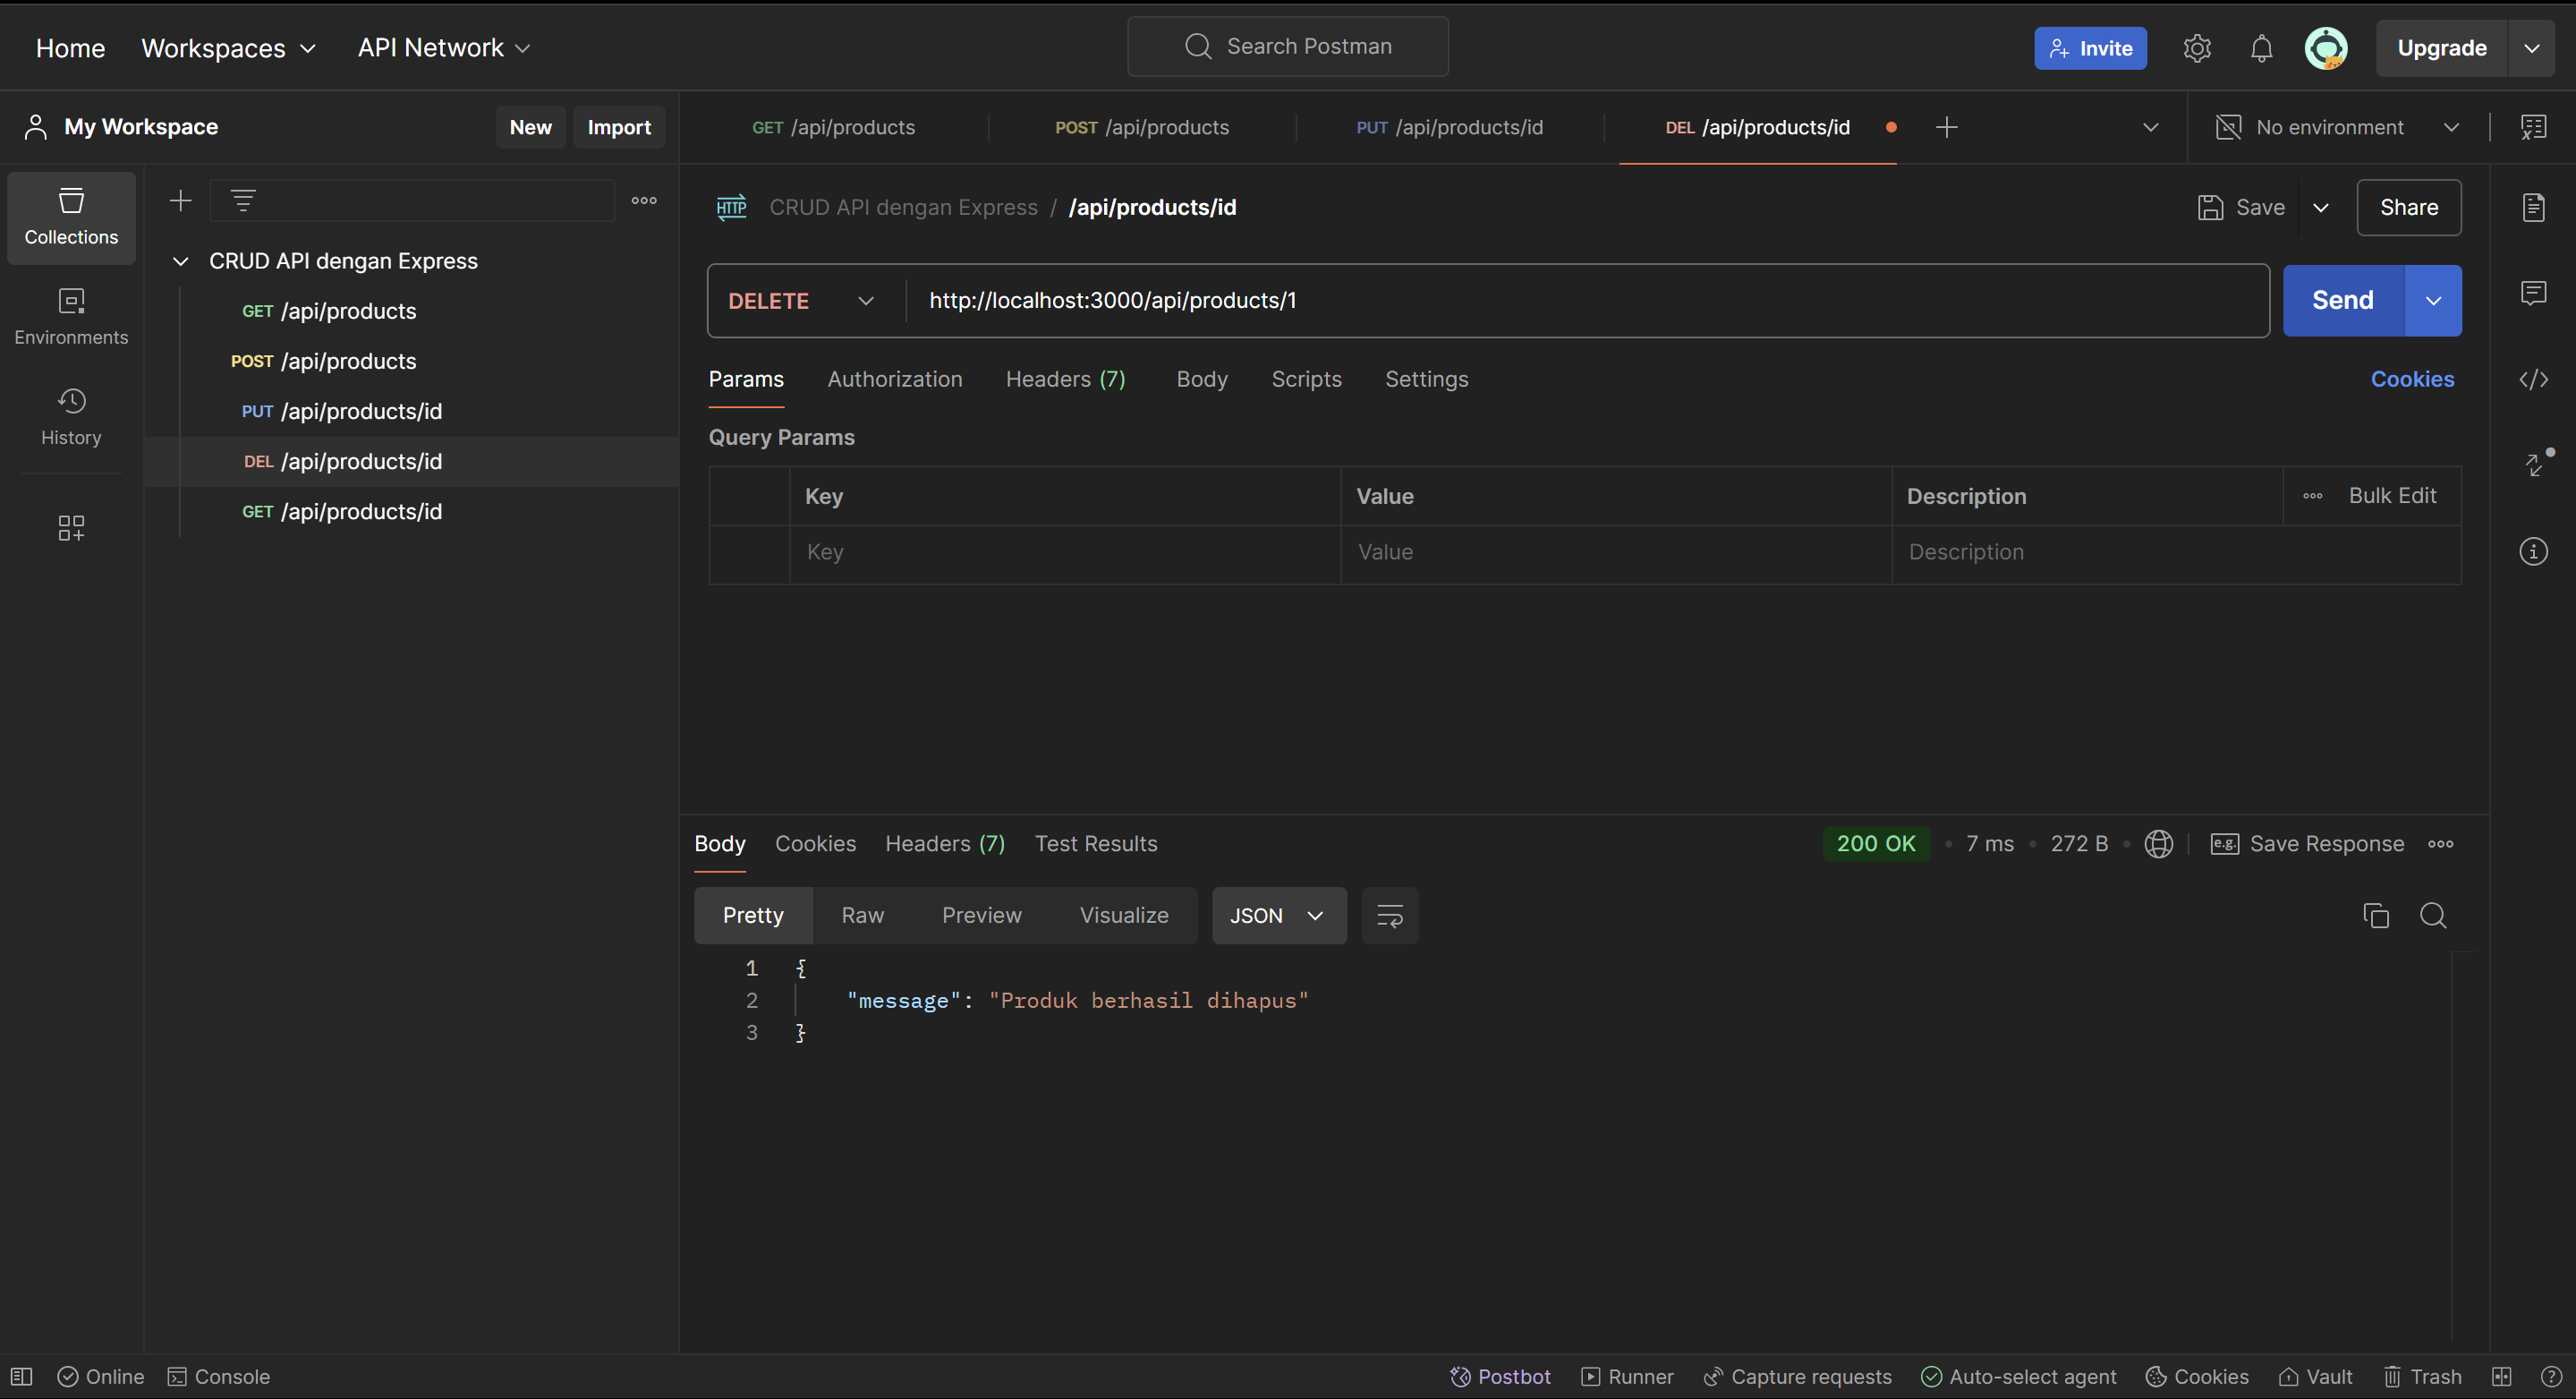 Home Workspaces API Network Search Postman Invite Upgrade
My Workspace New Import GET /api/products POST /api/products PUT /api/products/id DEL /api/products/id No environment
Collections
Environments
History
CRUD API dengan Express
GET /api/products
POST /api/products
PUT /api/products/id
DEL /api/products/id
GET /api/products/id
HTTP CRUD API dengan Express / /api/products/id Save Share
DELETE http://localhost:3000/api/products/1 Send
Params Authorization Headers (7) Body Scripts Settings Cookies
Query Params
Key Value Description Bulk Edit
Key Value Description
Body Cookies Headers (7) Test Results 200 OK • 7 ms • 272 B • e.g. Save Response
Pretty Raw Preview Visualize JSON
1 {
2 "message": "Produk berhasil dihapus"
3 }
Online Console Postbot Runner Capture requests Auto-select agent Cookies Vault Trash